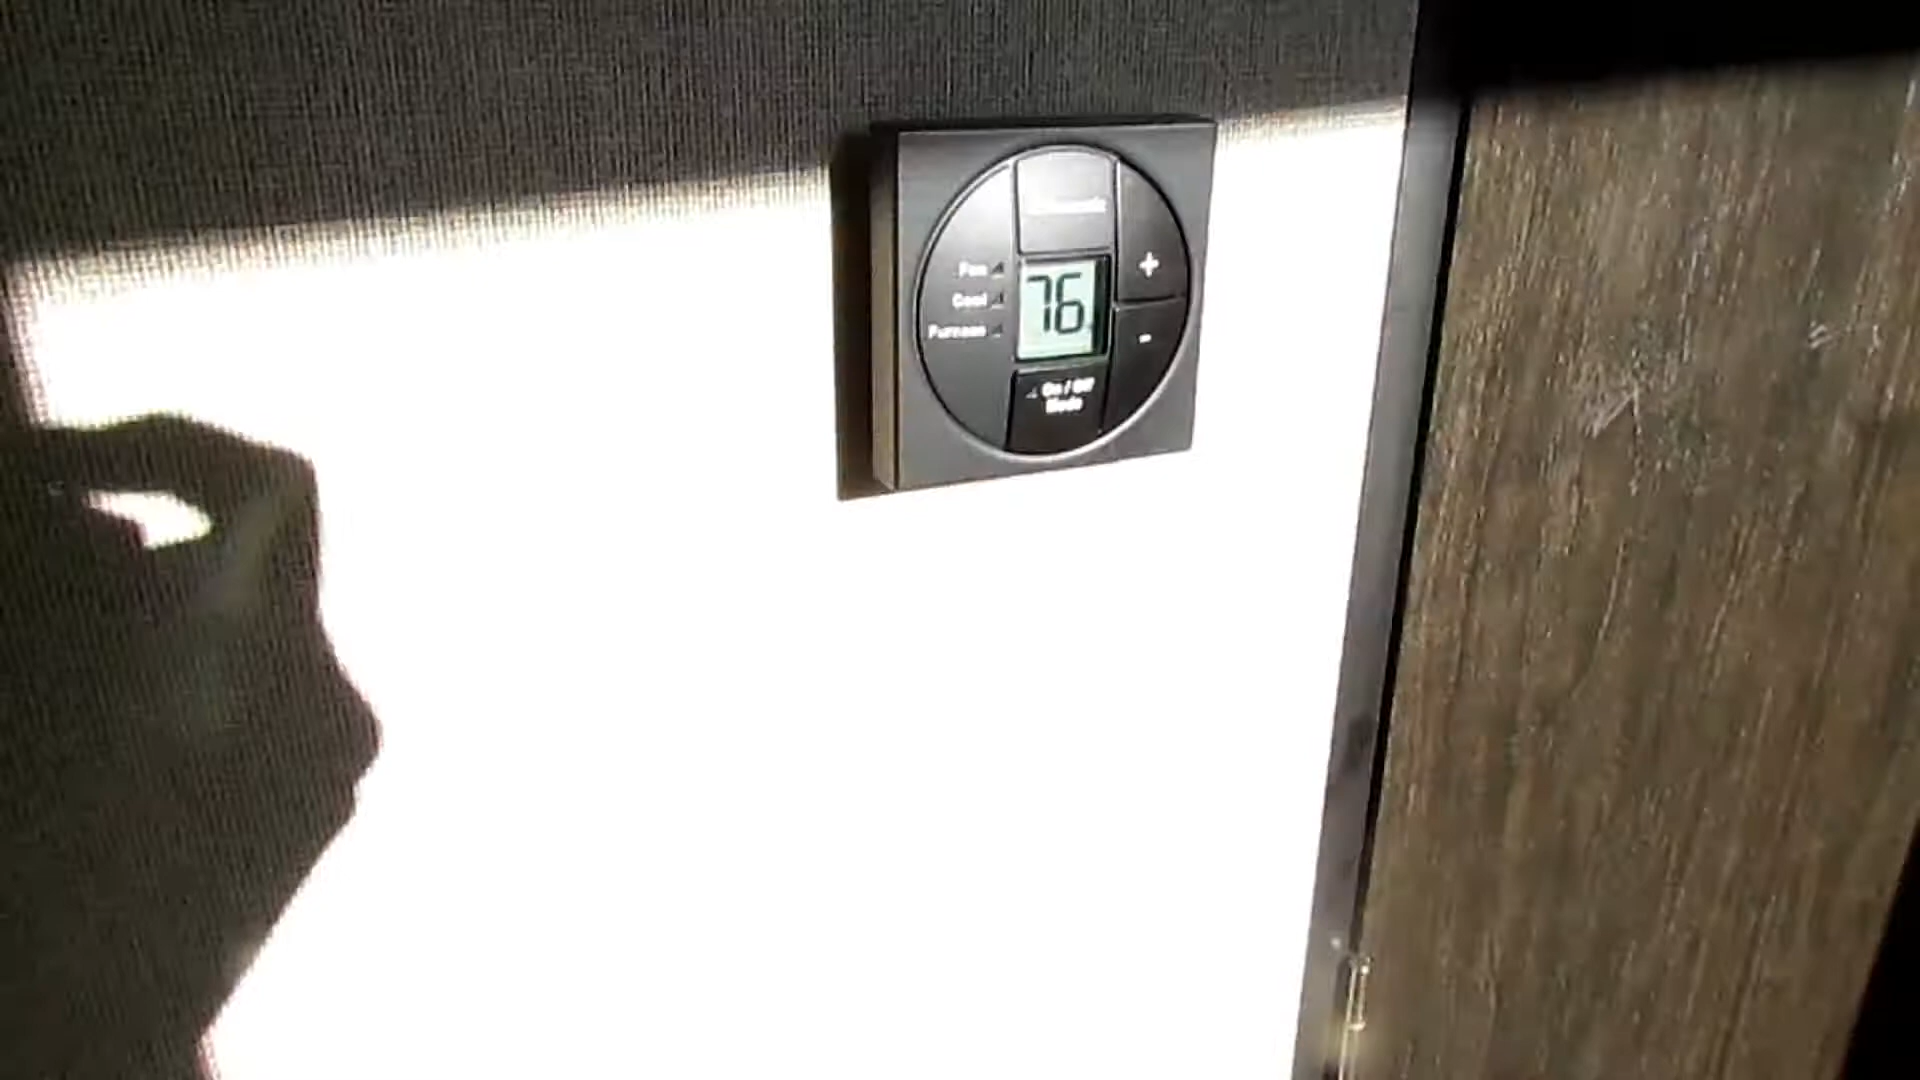 Fan
Cool
Furnace
76
+
-
On / Off
Mode